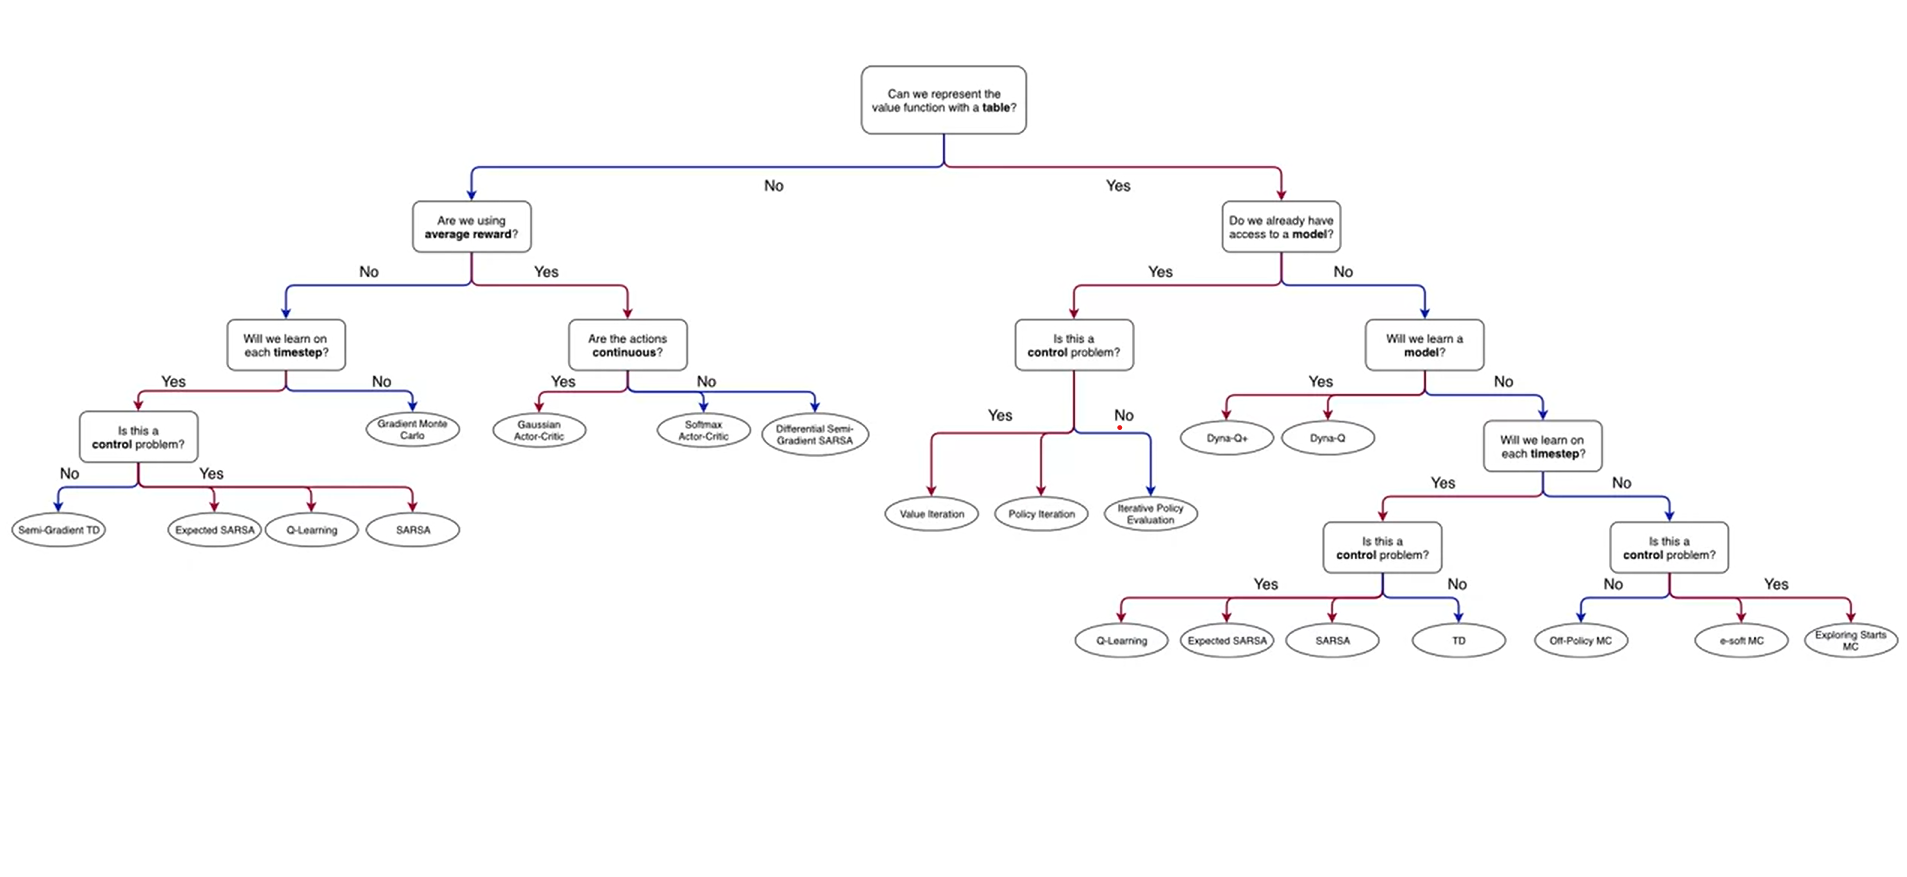 Can we represent the
value function with a table?
No
Yes
Are we using
average reward?
Do we already have
access to a model?
No
Yes
Yes
No
Will we learn on
each timestep?
Are the actions
continuous?
Is this a
control problem?
Will we learn a
model?
Yes
No
Yes
No
Yes
No
Yes
No
Is this a
control problem?
Gradient Monte
Carlo
Gaussian
Actor-Critic
Softmax
Actor-Critic
Differential Semi-
Gradient SARSA
Dyna-Q+
Dyna-Q
Will we learn on
each timestep?
No
Yes
Yes
No
Semi-Gradient TD
Expected SARSA
Q-Learning
SARSA
Value Iteration
Policy Iteration
Iterative Policy
Evaluation
Is this a
control problem?
Is this a
control problem?
Yes
No
No
Yes
Q-Learning
Expected SARSA
SARSA
TD
Off-Policy MC
e-soft MC
Exploring Starts
MC